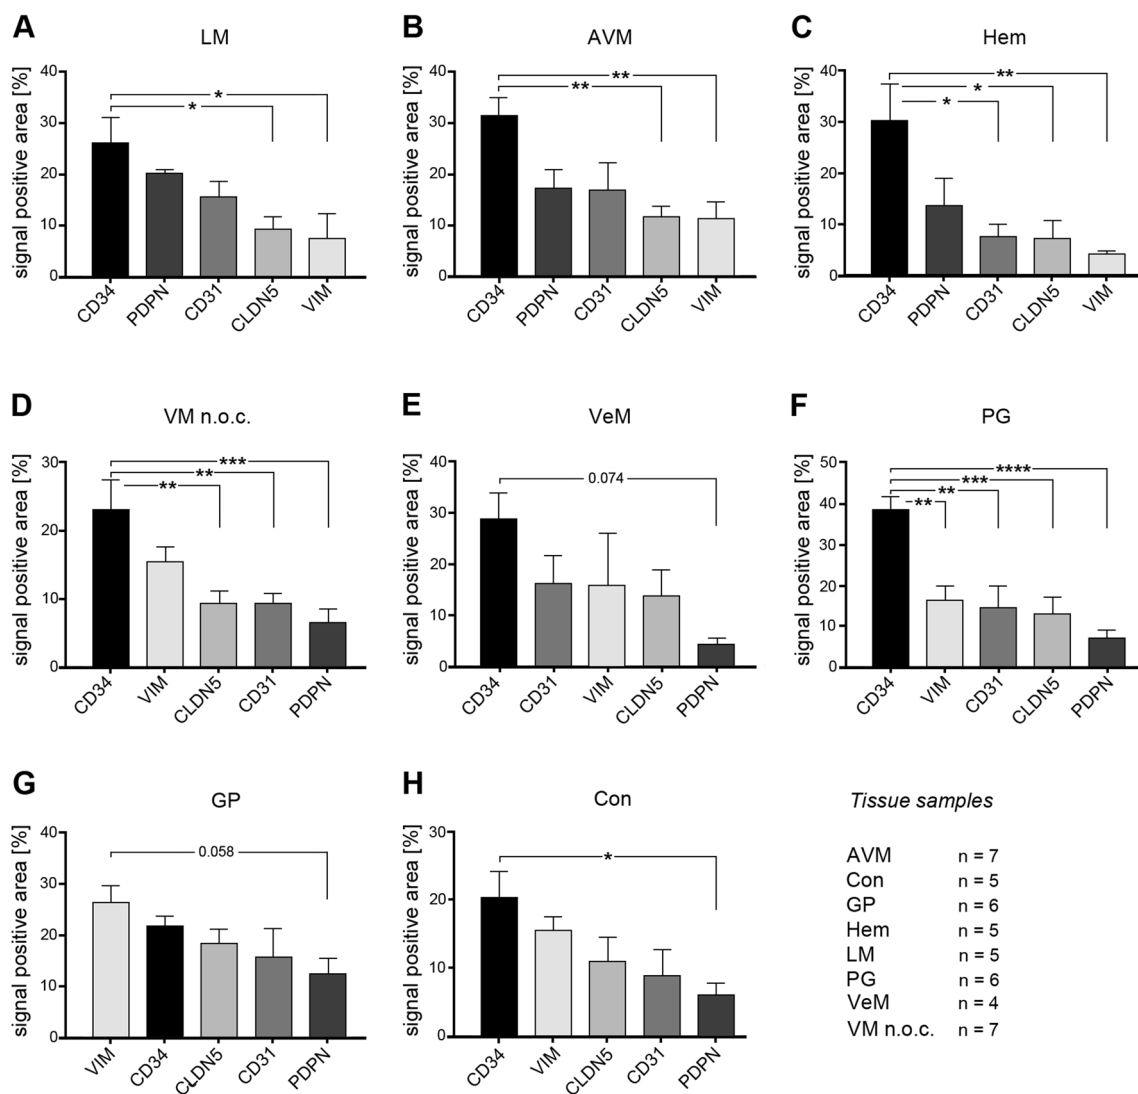 A
LM
signal positive area [%]
40
30
20
10
0
*
*
CD34
PDPN
CD31
CLDN5
VIM
B
AVM
signal positive area [%]
40
30
20
10
0
**
**
CD34
PDPN
CD31
CLDN5
VIM
C
Hem
signal positive area [%]
40
30
20
10
0
**
*
*
CD34
PDPN
CD31
CLDN5
VIM
D
VM n.o.c.
signal positive area [%]
30
20
10
0
***
**
**
CD34
VIM
CLDN5
CD31
PDPN
E
VeM
signal positive area [%]
40
30
20
10
0
0.074
CD34
CD31
VIM
CLDN5
PDPN
F
PG
signal positive area [%]
50
40
30
20
10
0
****
***
**
**
CD34
VIM
CD31
CLDN5
PDPN
G
GP
signal positive area [%]
40
30
20
10
0
0.058
VIM
CD34
CLDN5
CD31
PDPN
H
Con
signal positive area [%]
30
20
10
0
*
CD34
VIM
CLDN5
CD31
PDPN
Tissue samples
AVM n = 7
Con n = 5
GP n = 6
Hem n = 5
LM n = 5
PG n = 6
VeM n = 4
VM n.o.c. n = 7